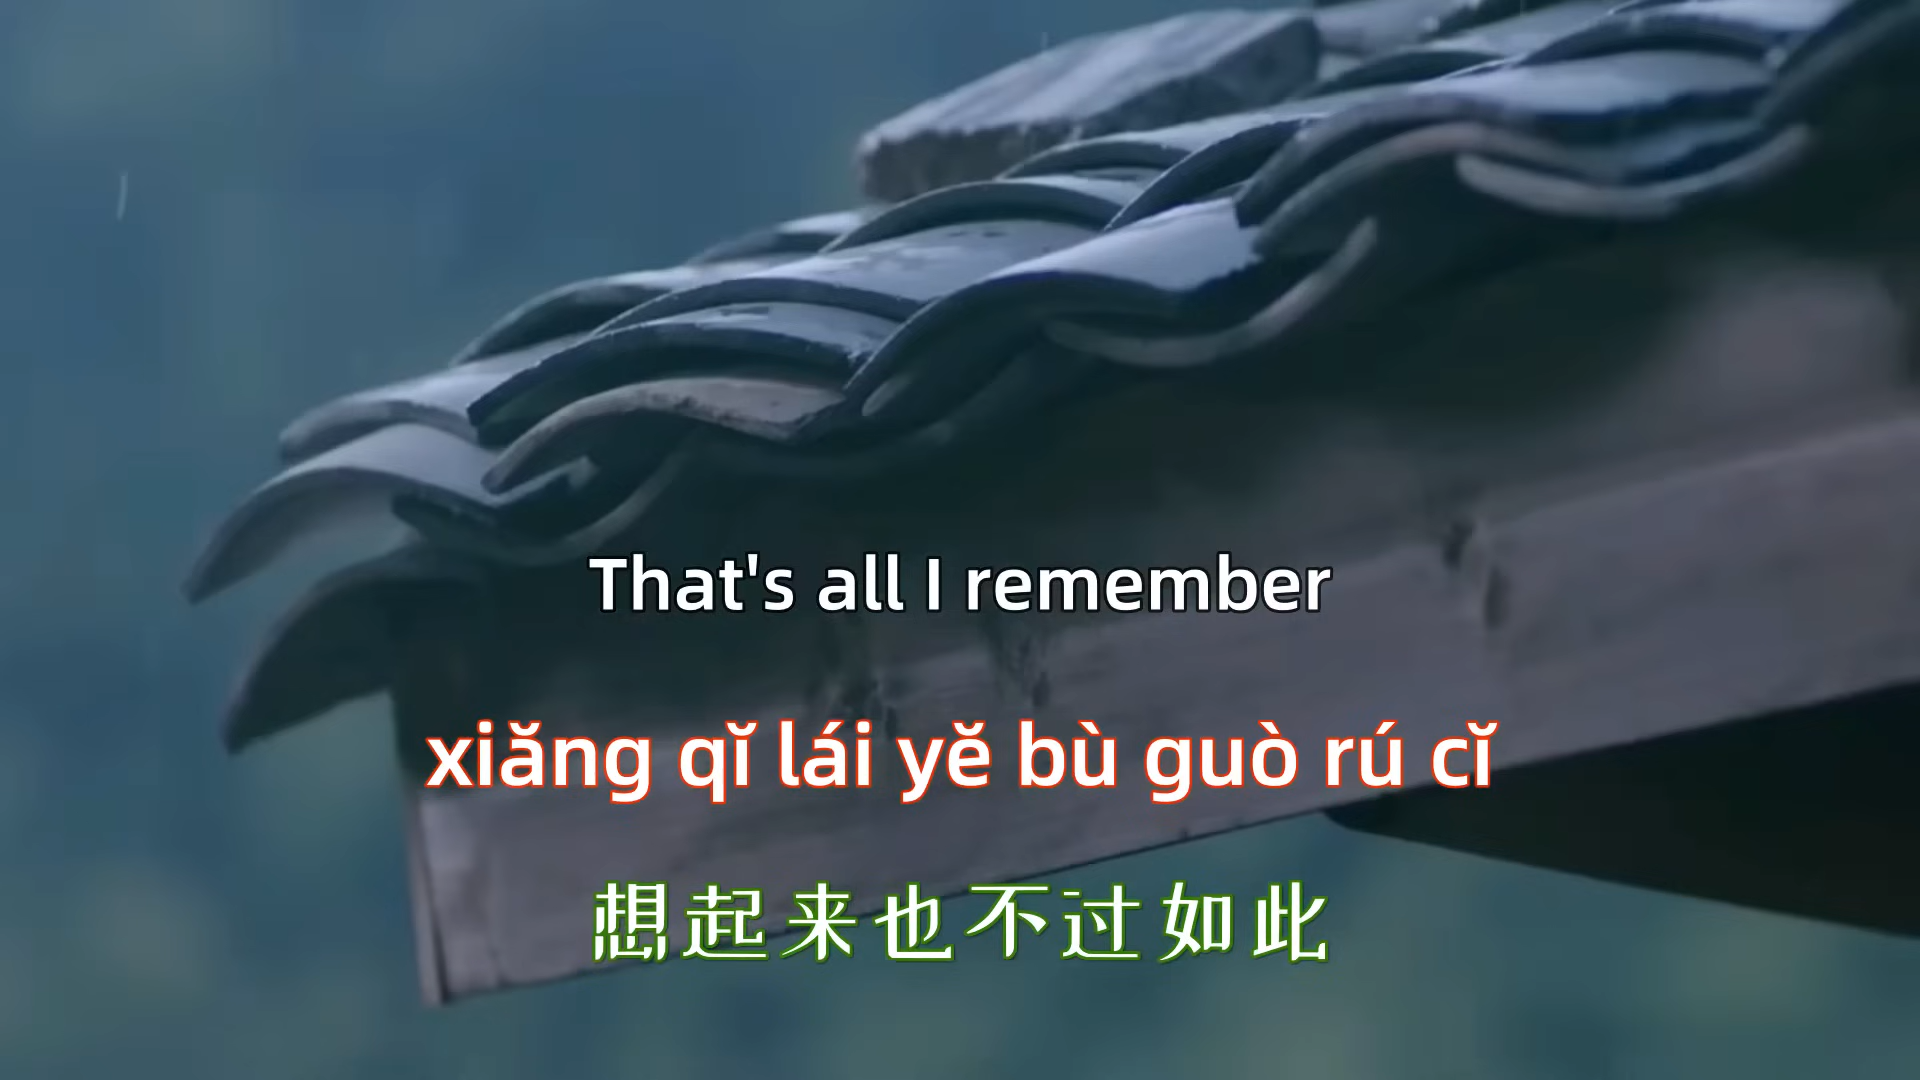 That's all I remember
xiǎng qǐ lái yě bù guò rú cǐ
想起来也不过如此